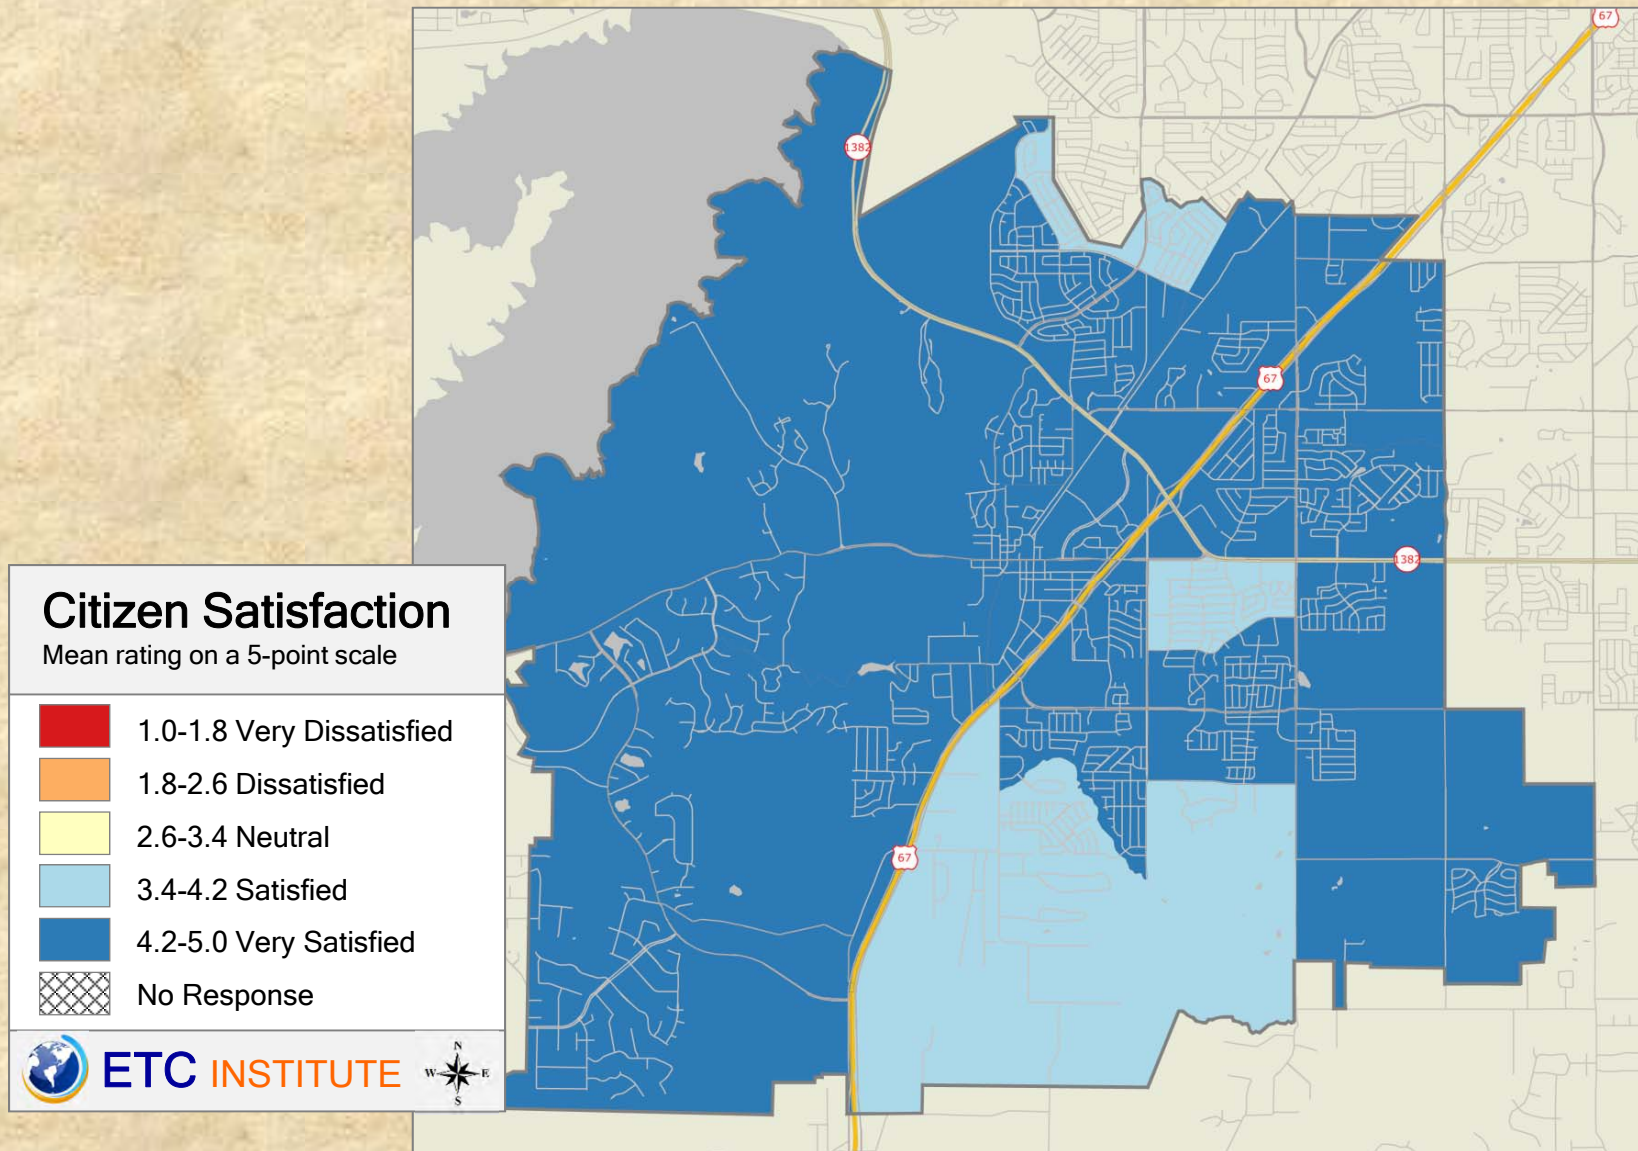 67
1382
67
1382
Citizen Satisfaction
Mean rating on a 5-point scale
1.0-1.8 Very Dissatisfied
1.8-2.6 Dissatisfied
2.6-3.4 Neutral
3.4-4.2 Satisfied
4.2-5.0 Very Satisfied
No Response
67
ETC INSTITUTE
N
W E
S